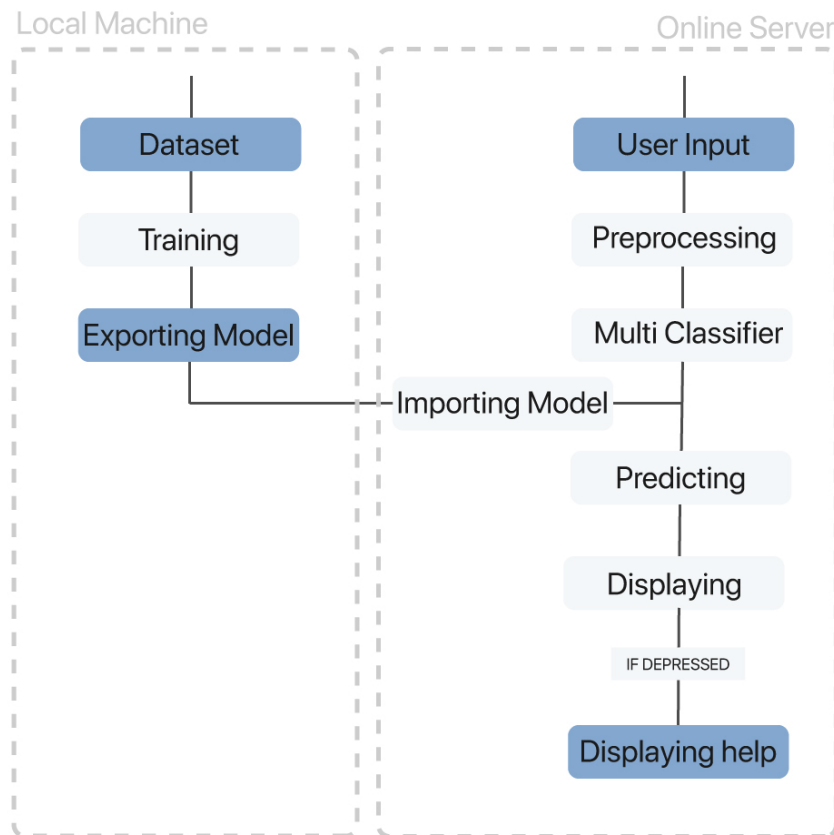 Local Machine
Online Server
Dataset
Training
Exporting Model
User Input
Preprocessing
Multi Classifier
Importing Model
Predicting
Displaying
IF DEPRESSED
Displaying help